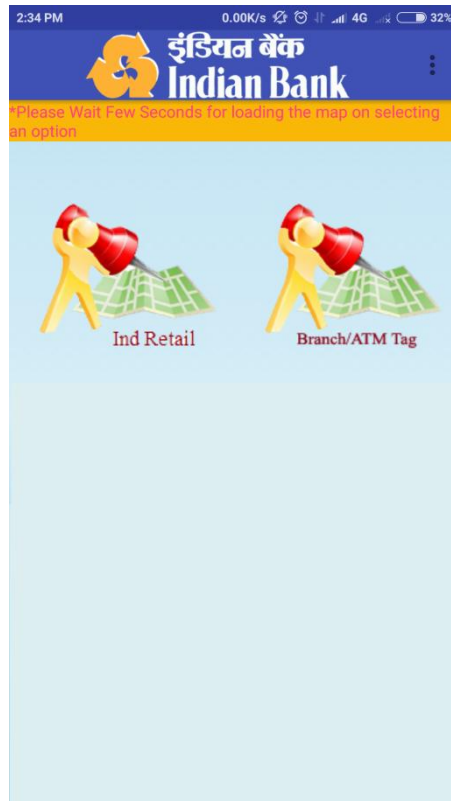 2:34 PM 0.00K/s 4G 32%
इंडियन बैंक
Indian Bank
*Please Wait Few Seconds for loading the map on selecting
an option
Ind Retail Branch/ATM Tag